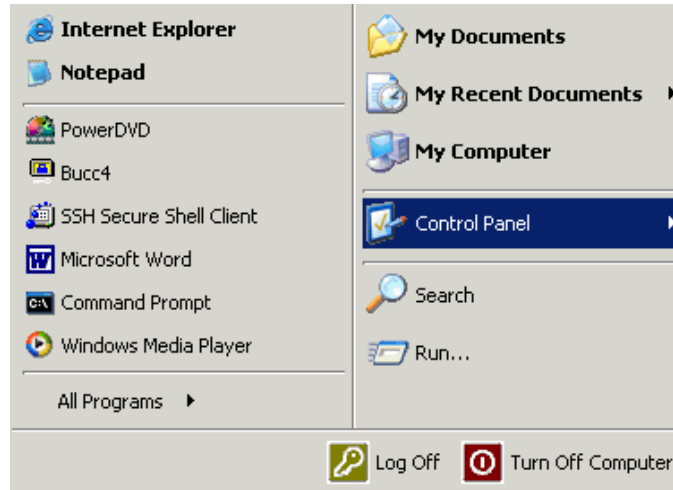 Internet Explorer
Notepad
PowerDVD
Bucc4
SSH Secure Shell Client
Microsoft Word
Command Prompt
Windows Media Player
All Programs
My Documents
My Recent Documents
My Computer
Control Panel
Search
Run...
Log Off
Turn Off Computer